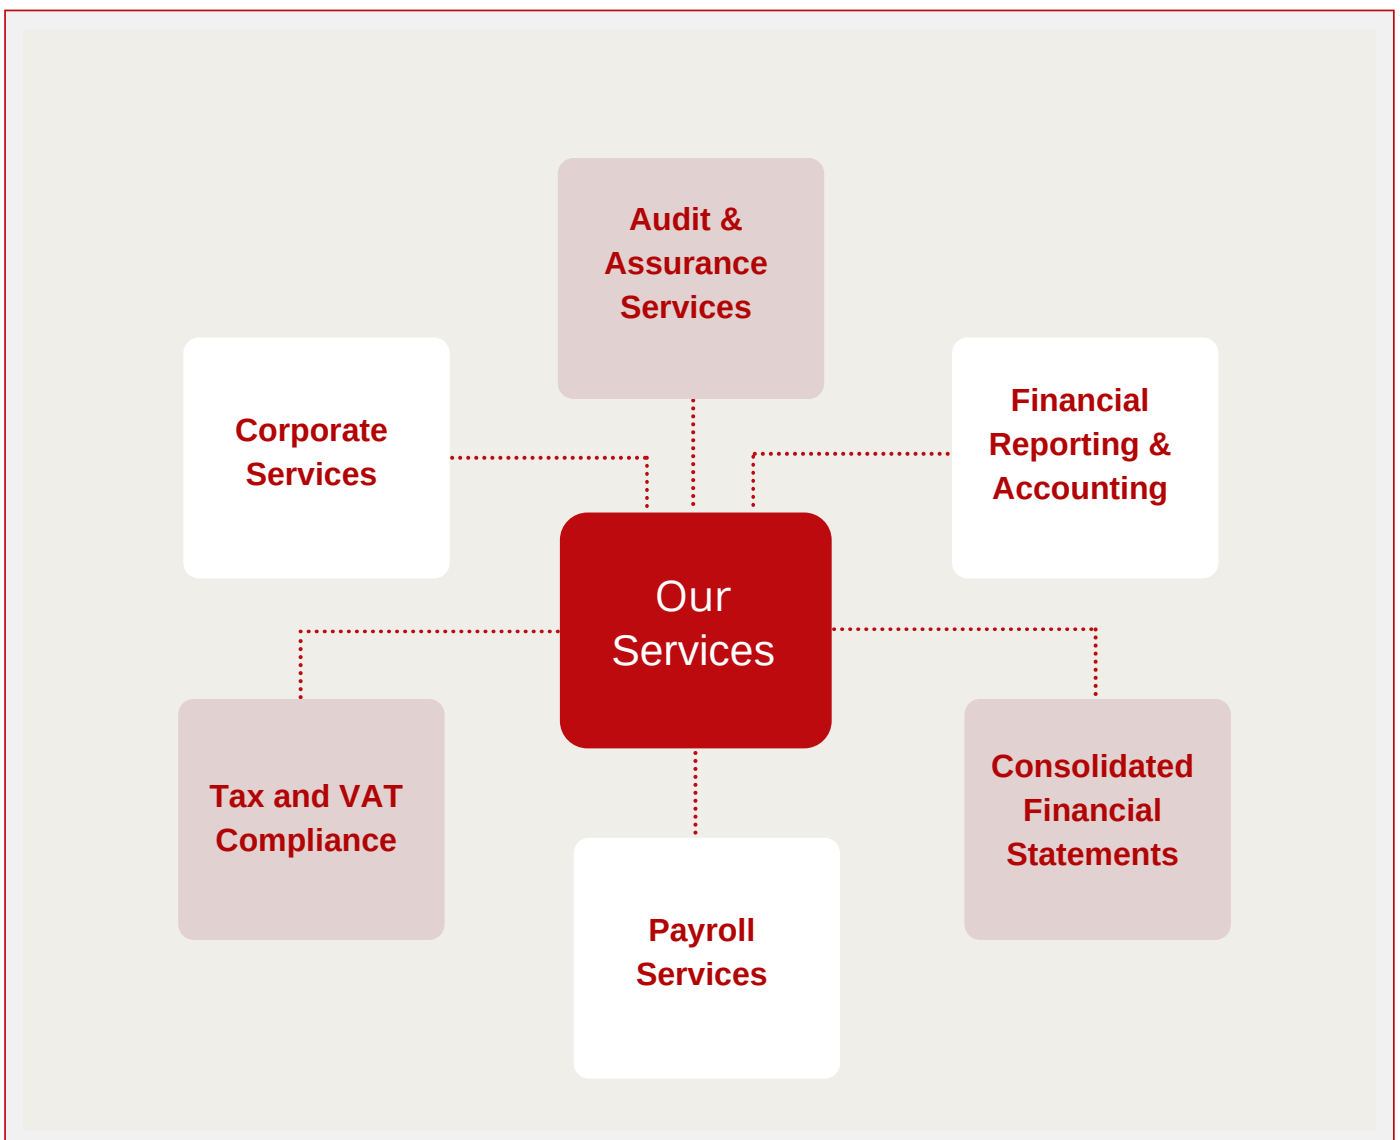 Audit &
Assurance
Services
Corporate
Services
Financial
Reporting &
Accounting
Our
Services
Tax and VAT
Compliance
Consolidated
Financial
Statements
Payroll
Services